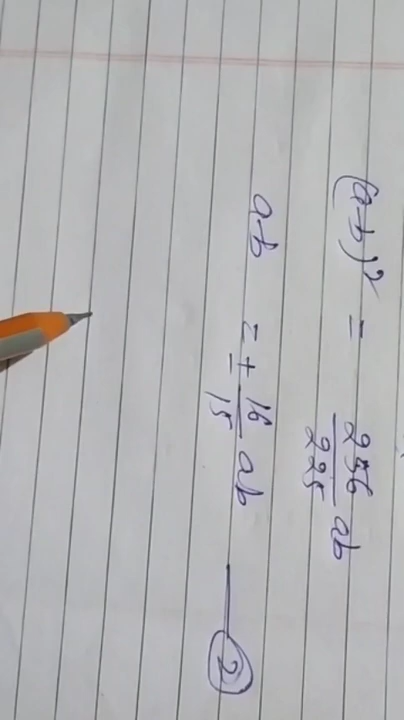 (a-b)² = 256/225 ab
a-b = ± 16/15 ab — ②